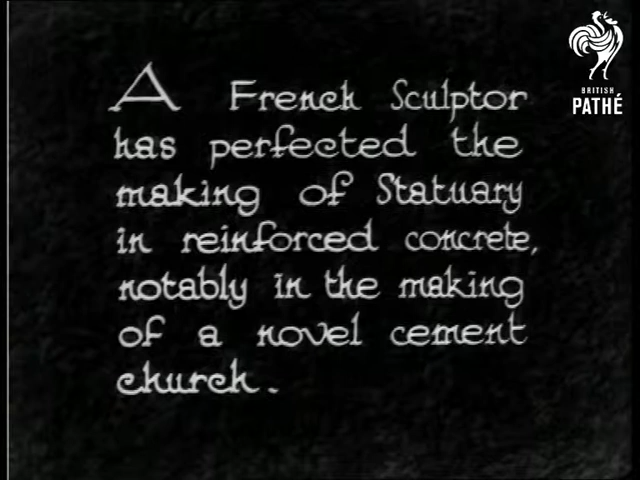 A French Sculptor
has perfected the
making of Statuary
in reinforced concrete,
notably in the making
of a novel cement
church.
BRITISH
PATHÉ